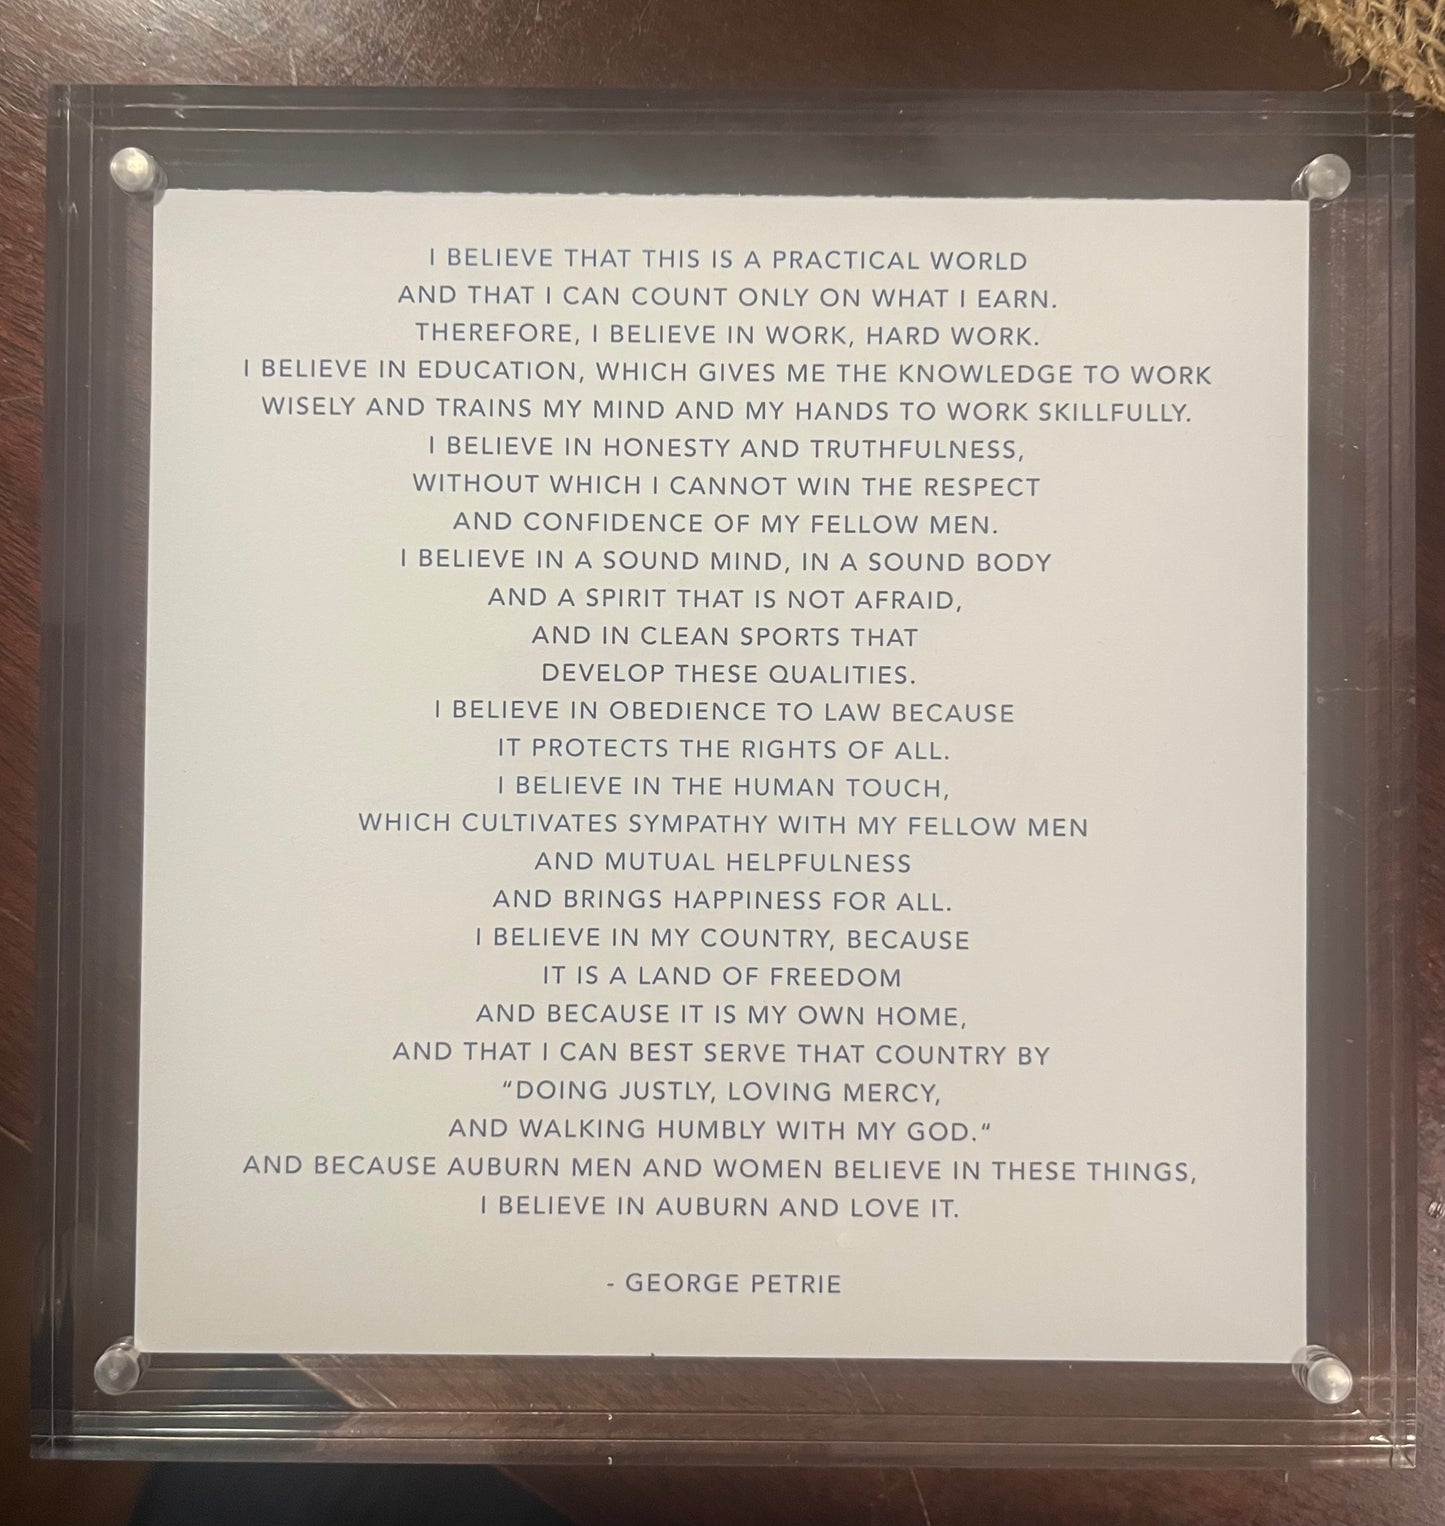 I BELIEVE THAT THIS IS A PRACTICAL WORLD
AND THAT I CAN COUNT ONLY ON WHAT I EARN.
THEREFORE, I BELIEVE IN WORK, HARD WORK.
I BELIEVE IN EDUCATION, WHICH GIVES ME THE KNOWLEDGE TO WORK
WISELY AND TRAINS MY MIND AND MY HANDS TO WORK SKILLFULLY.
I BELIEVE IN HONESTY AND TRUTHFULNESS,
WITHOUT WHICH I CANNOT WIN THE RESPECT
AND CONFIDENCE OF MY FELLOW MEN.
I BELIEVE IN A SOUND MIND, IN A SOUND BODY
AND A SPIRIT THAT IS NOT AFRAID,
AND IN CLEAN SPORTS THAT
DEVELOP THESE QUALITIES.
I BELIEVE IN OBEDIENCE TO LAW BECAUSE
IT PROTECTS THE RIGHTS OF ALL.
I BELIEVE IN THE HUMAN TOUCH,
WHICH CULTIVATES SYMPATHY WITH MY FELLOW MEN
AND MUTUAL HELPFULNESS
AND BRINGS HAPPINESS FOR ALL.
I BELIEVE IN MY COUNTRY, BECAUSE
IT IS A LAND OF FREEDOM
AND BECAUSE IT IS MY OWN HOME,
AND THAT I CAN BEST SERVE THAT COUNTRY BY
“DOING JUSTLY, LOVING MERCY,
AND WALKING HUMBLY WITH MY GOD.“
AND BECAUSE AUBURN MEN AND WOMEN BELIEVE IN THESE THINGS,
I BELIEVE IN AUBURN AND LOVE IT.
- GEORGE PETRIE